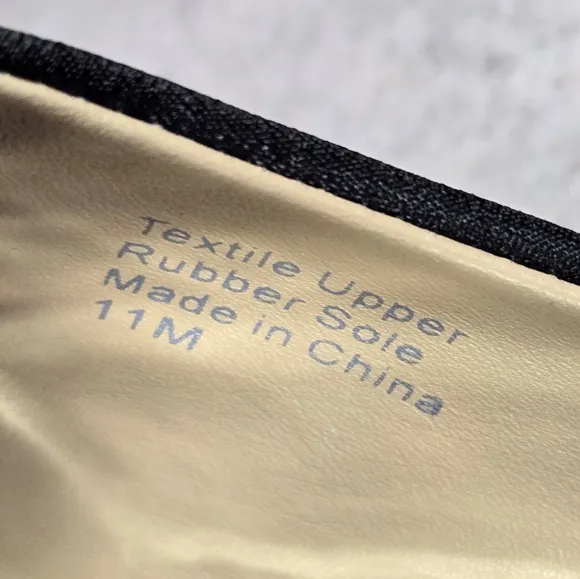 Textile Upper
Rubber Sole
Made in China
11M